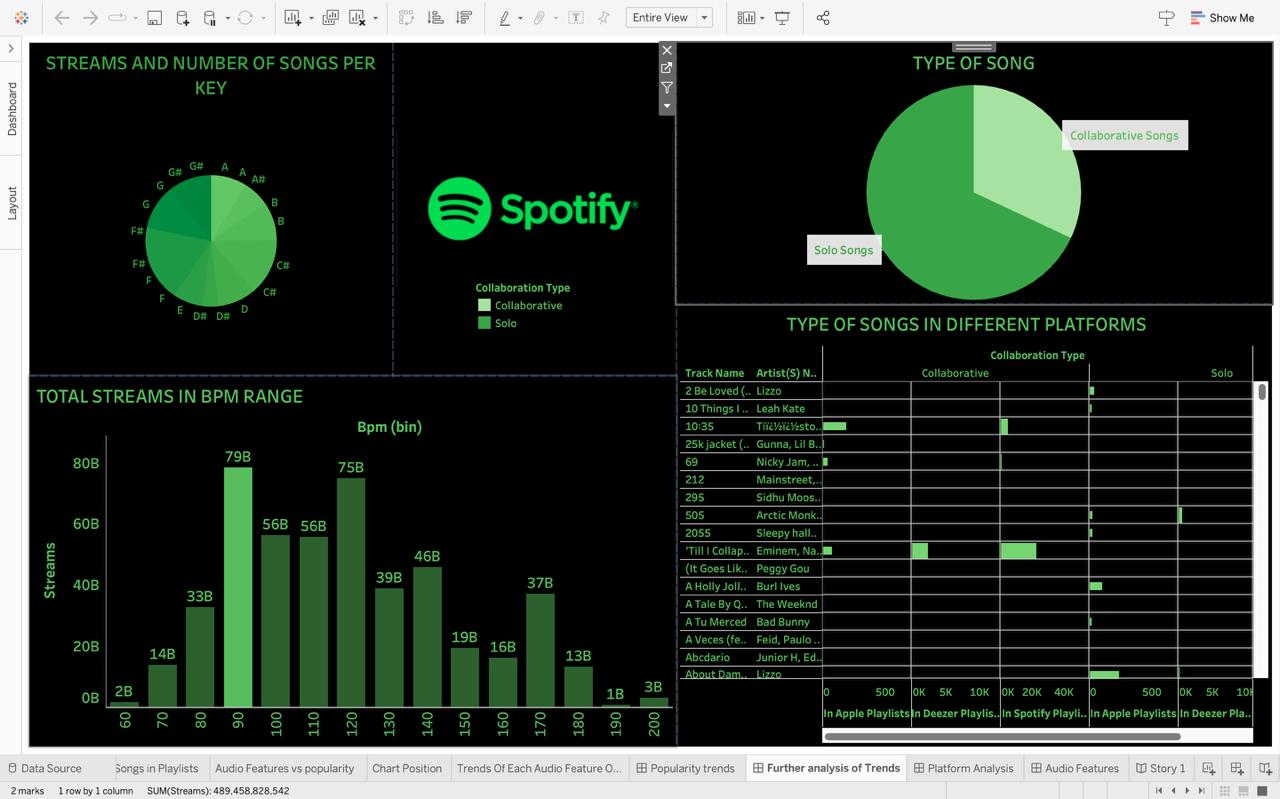 Entire View
Show Me
Dashboard
Layout
STREAMS AND NUMBER OF SONGS PER
KEY
G#
G#
A
A
A#
G
B
G
B
F#
F#
C#
F
C#
F
E
D#
D#
D
Spotify®
Collaboration Type
Collaborative
Solo
TYPE OF SONG
Collaborative Songs
Solo Songs
TOTAL STREAMS IN BPM RANGE
Bpm (bin)
Streams
80B
60B
40B
20B
0B
2B
14B
33B
79B
56B
56B
75B
39B
46B
19B
16B
37B
13B
1B
3B
60
70
80
90
100
110
120
130
140
150
160
170
180
190
200
TYPE OF SONGS IN DIFFERENT PLATFORMS
Collaboration Type
Track Name Artist(S) N.. Collaborative Solo
2 Be Loved (.. Lizzo
10 Things I .. Leah Kate
10:35 Tiï¿½ï¿½sto..
25k jacket (.. Gunna, Lil B..
69 Nicky Jam, ..
212 Mainstreet,..
295 Sidhu Moos..
505 Arctic Monk..
2055 Sleepy hall..
'Till I Collap.. Eminem, Na..
(It Goes Lik.. Peggy Gou
A Holly Joll.. Burl Ives
A Tale By Q.. The Weeknd
A Tu Merced Bad Bunny
A Veces (fe.. Feid, Paulo ..
Abcdario Junior H, Ed..
About Dam.. Lizzo
0 500 0K 5K 10K 0K 20K 40K 0 500 0K 5K
In Apple Playlists In Deezer Playlis.. In Spotify Playli.. In Apple Playlists In Deezer Pla..
Data Source
Songs in Playlists
Audio Features vs popularity
Chart Position
Trends Of Each Audio Feature O...
Popularity trends
Further analysis of Trends
Platform Analysis
Audio Features
Story 1
2 marks 1 row by 1 column SUM(Streams): 489,458,828,542